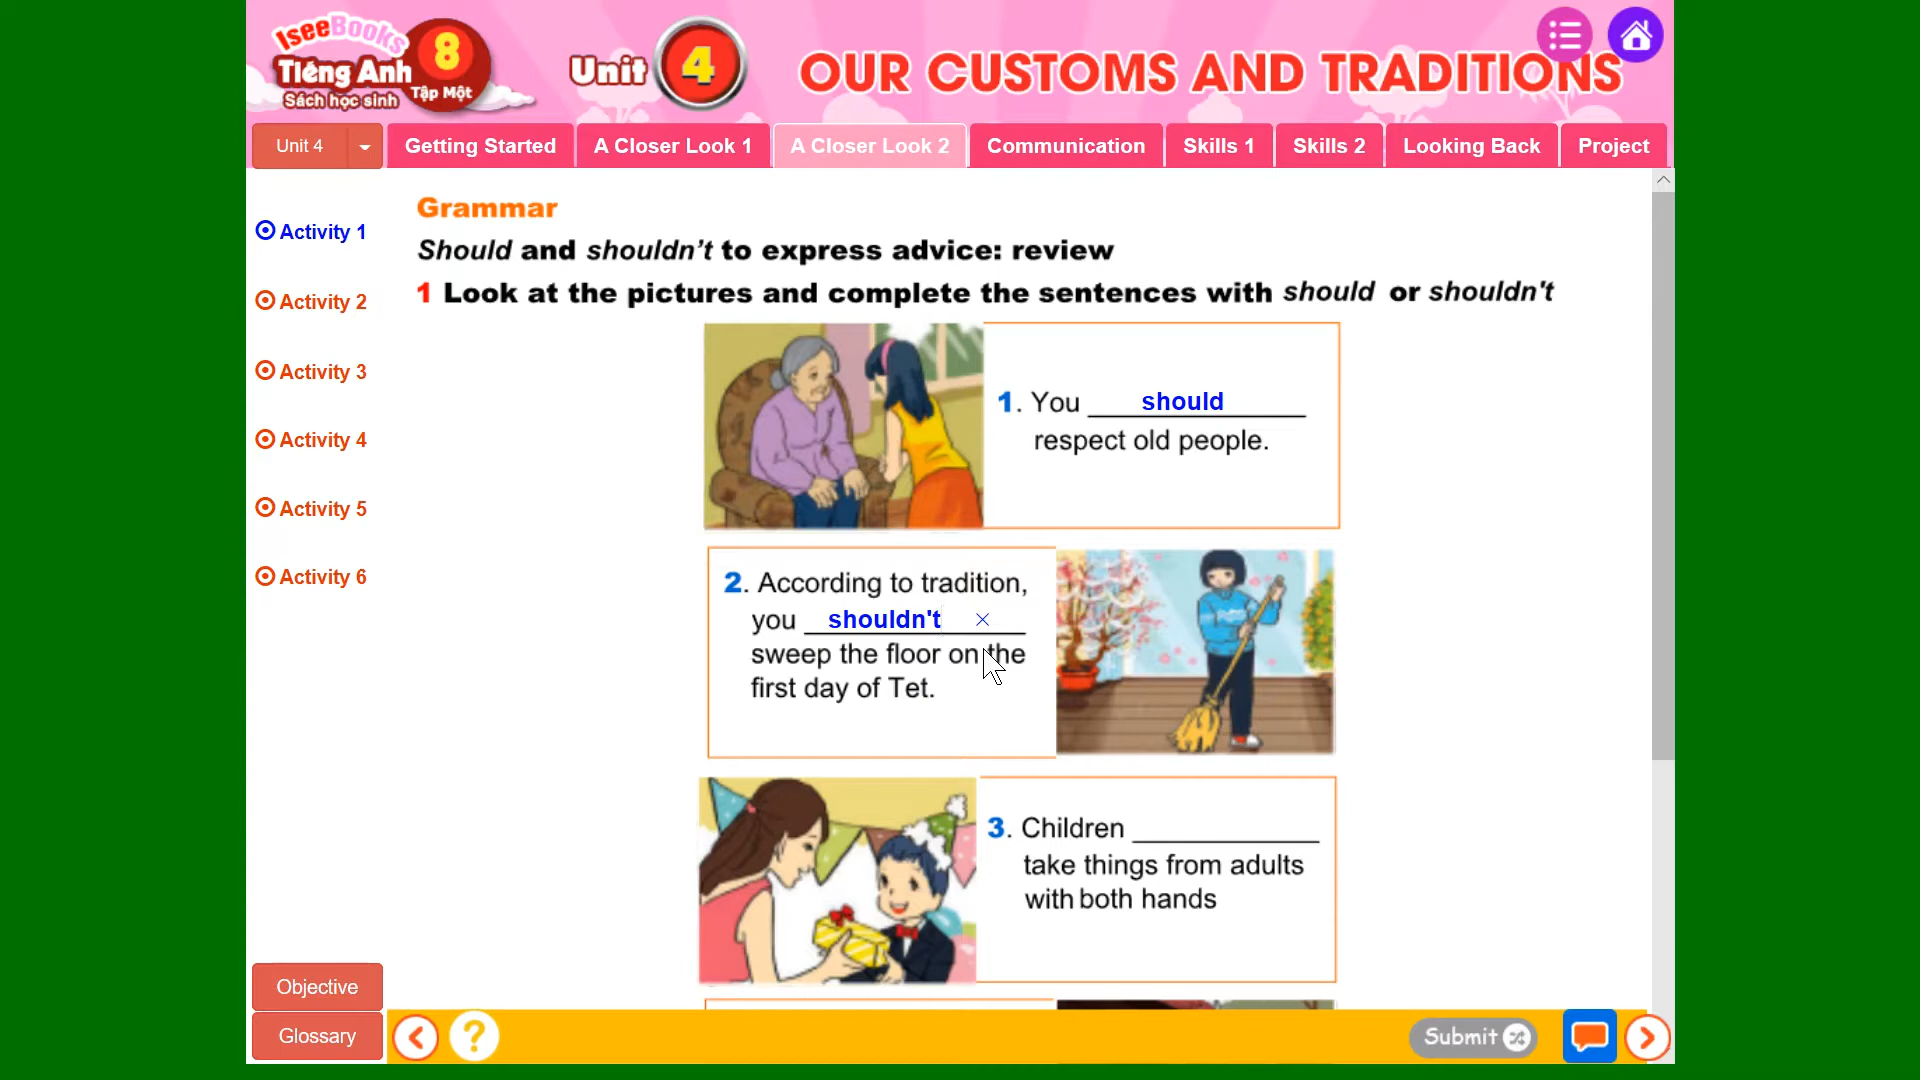 IseeBooks
Tiếng Anh 8
Sách học sinh Tập Một
Unit 4
OUR CUSTOMS AND TRADITIONS
Unit 4
Getting Started
A Closer Look 1
A Closer Look 2
Communication
Skills 1
Skills 2
Looking Back
Project
Activity 1
Activity 2
Activity 3
Activity 4
Activity 5
Activity 6
Grammar
Should and shouldn't to express advice: review
1 Look at the pictures and complete the sentences with should or shouldn't
1. You should
respect old people.
2. According to tradition,
you shouldn't
sweep the floor on the
first day of Tet.
3. Children ____________
take things from adults
with both hands
Objective
Glossary
?
Submit